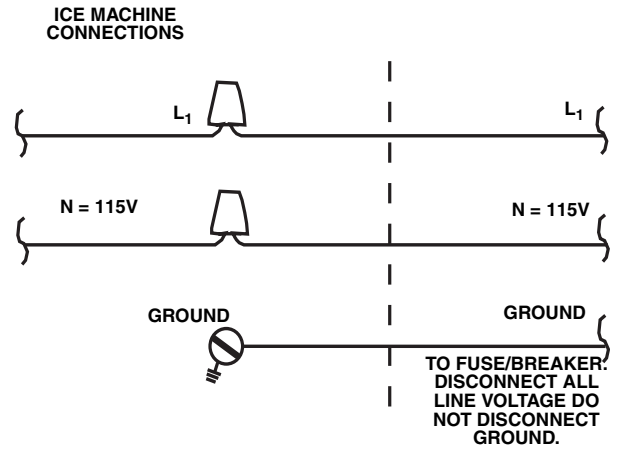 ICE MACHINE
CONNECTIONS
L1
L1
N = 115V
N = 115V
GROUND
GROUND
TO FUSE/BREAKER.
DISCONNECT ALL
LINE VOLTAGE DO
NOT DISCONNECT
GROUND.